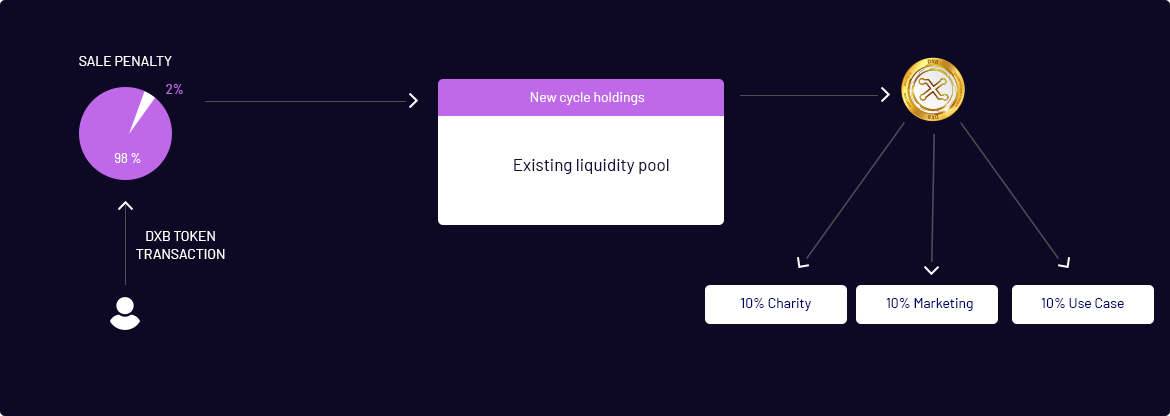 SALE PENALTY
2%
98 %
DXB TOKEN
TRANSACTION
New cycle holdings
Existing liquidity pool
DXB
DXB
10% Charity
10% Marketing
10% Use Case